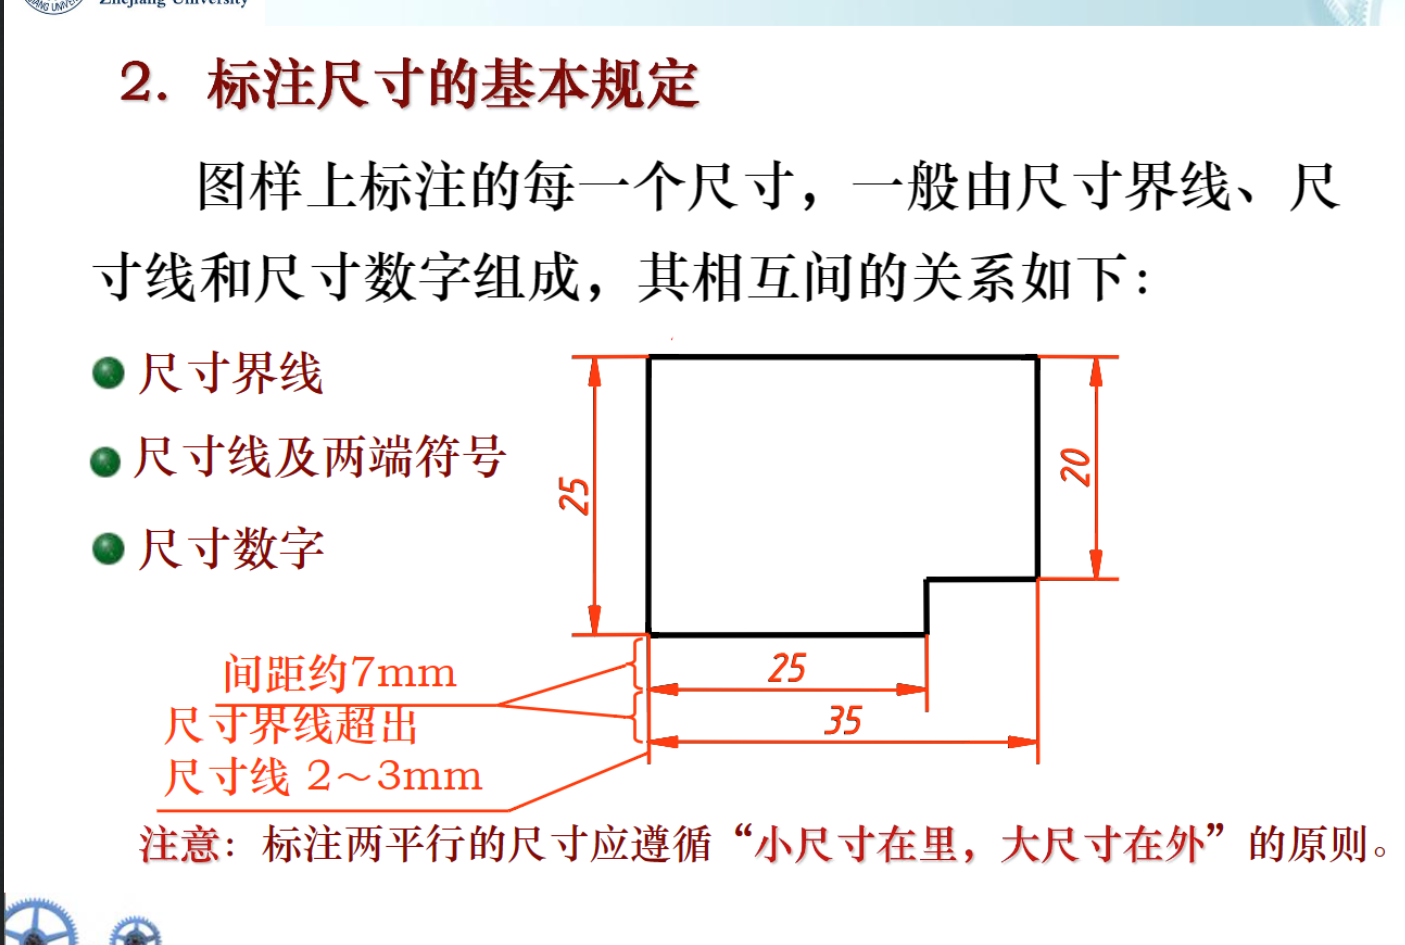 Zhejiang University
2. 标注尺寸的基本规定
图样上标注的每一个尺寸，一般由尺寸界线、尺
寸线和尺寸数字组成，其相互间的关系如下：
尺寸界线
尺寸线及两端符号
尺寸数字
25
20
间距约7mm
25
尺寸界线超出
35
尺寸线 2～3mm
注意：标注两平行的尺寸应遵循“小尺寸在里，大尺寸在外”的原则。